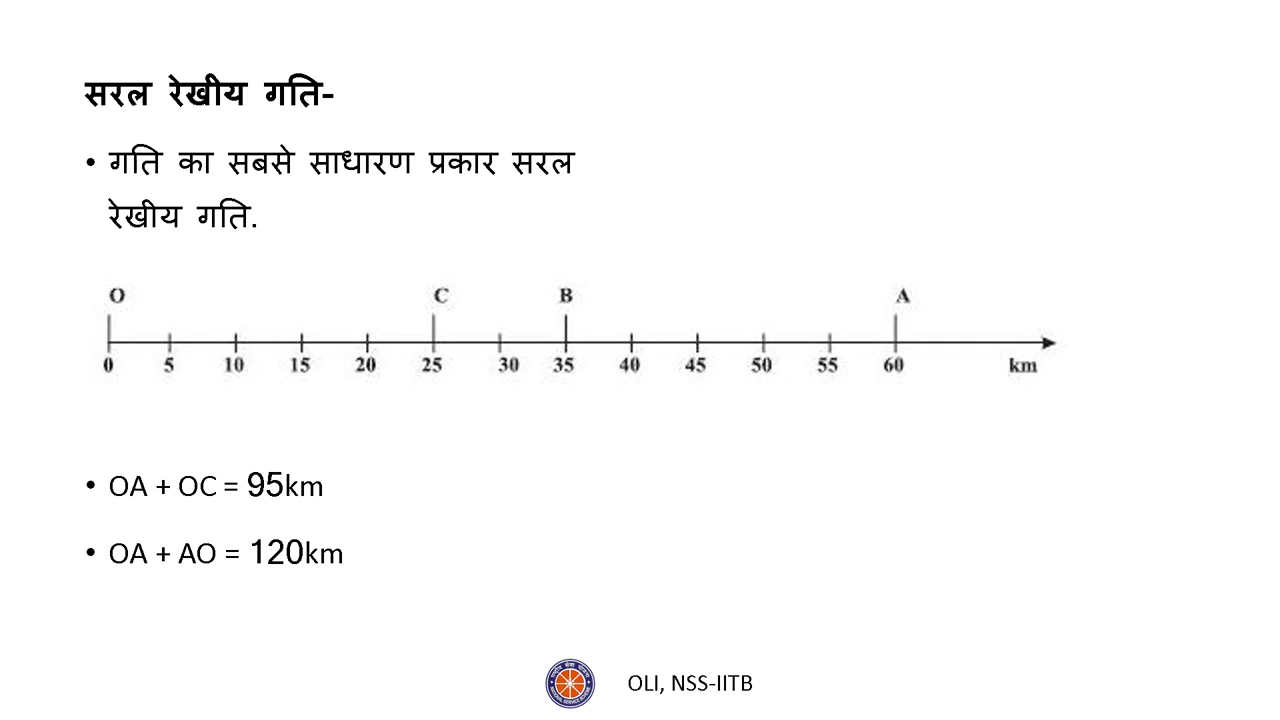 सरल रेखीय गति-
• गति का सबसे साधारण प्रकार सरल
रेखीय गति.
O C B A
0 5 10 15 20 25 30 35 40 45 50 55 60 km
• OA + OC = 95km
• OA + AO = 120km
OLI, NSS-IITB